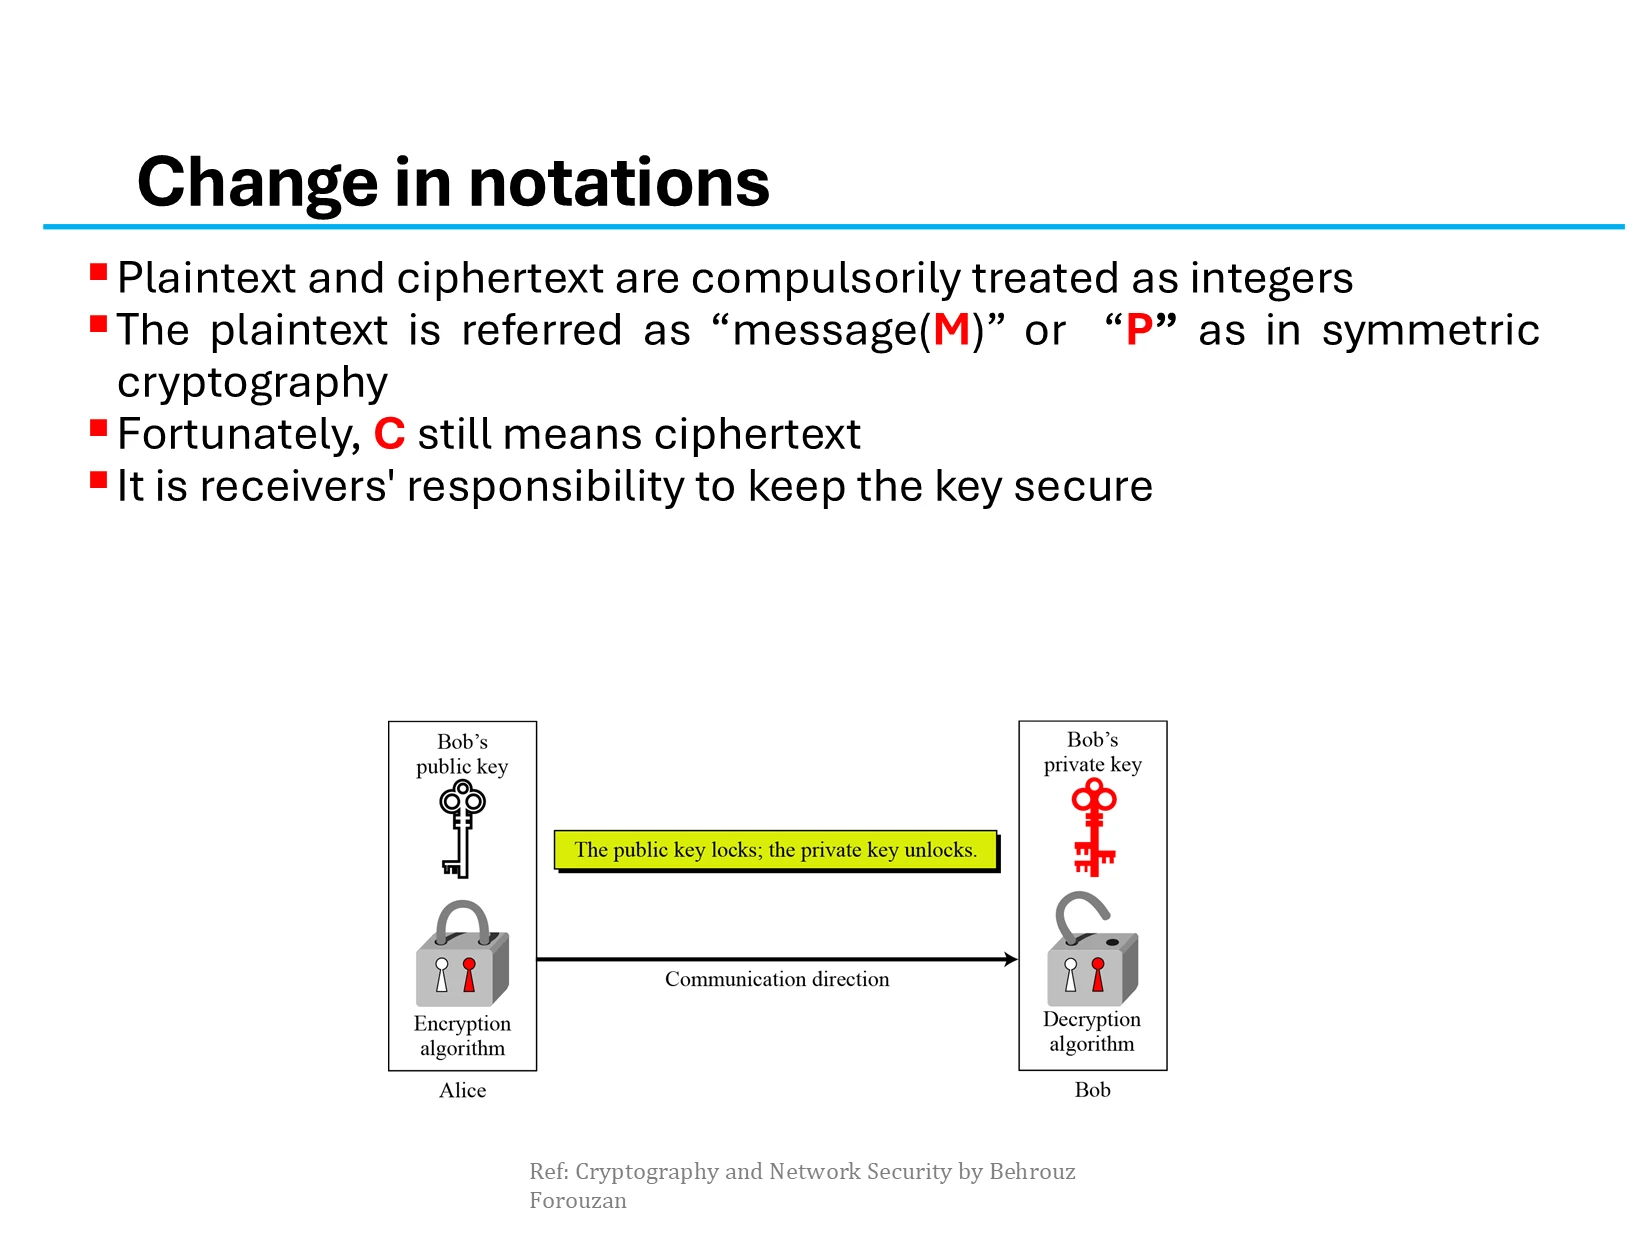 Change in notations
Plaintext and ciphertext are compulsorily treated as integers
The plaintext is referred as “message(M)” or “P” as in symmetric
cryptography
Fortunately, C still means ciphertext
It is receivers' responsibility to keep the key secure
Bob’s
public key
Bob’s
private key
The public key locks; the private key unlocks.
Communication direction
Encryption
algorithm
Decryption
algorithm
Alice
Bob
Ref: Cryptography and Network Security by Behrouz
Forouzan